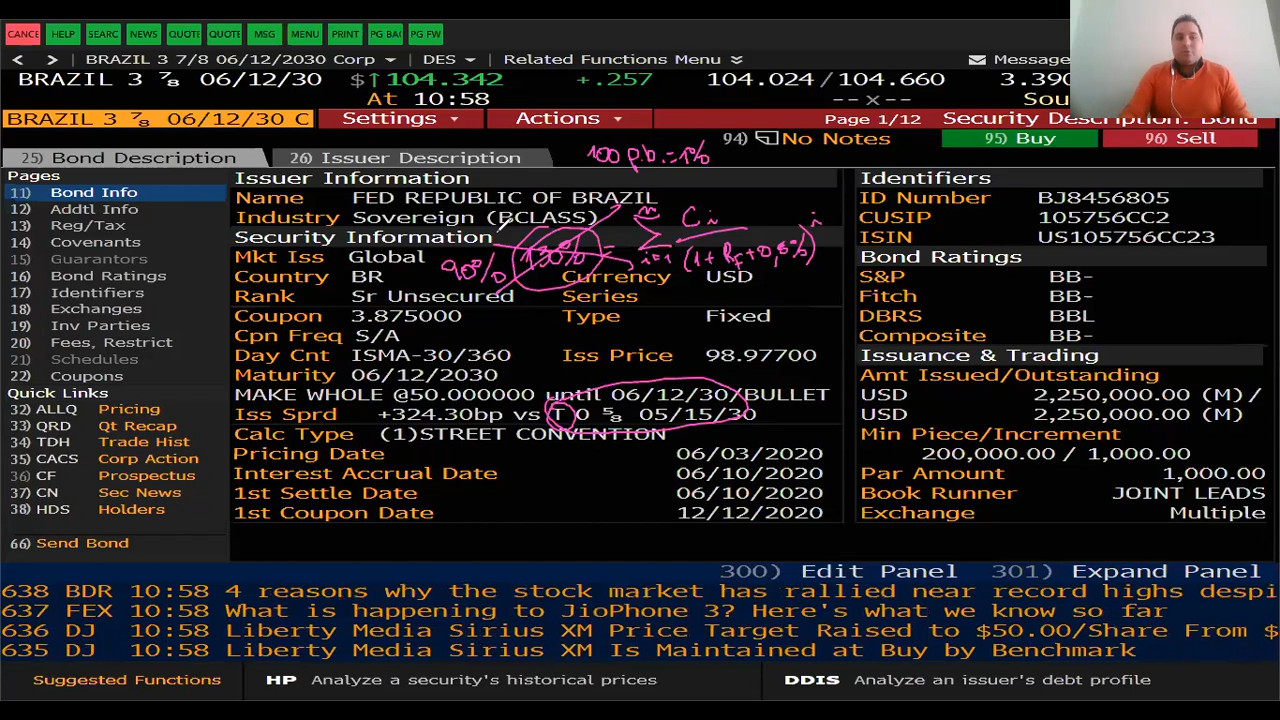 CANCE HELP SEARC NEWS QUOTE QUOTE MSG MENU PRINT PG BAC PG FW
< > BRAZIL 3 7/8 06/12/2030 Corp DES Related Functions Menu Message
BRAZIL 3 ⅞ 06/12/30 $↑104.342 +.257 104.024/104.660 3.390
At 10:58 --x-- Sou
BRAZIL 3 ⅞ 06/12/30 C Settings Actions Page 1/12 Security Description: Bond
94) No Notes 95) Buy 96) Sell
25) Bond Description 26) Issuer Description 100 p.b.=1%
Pages
11) Bond Info
12) Addtl Info
13) Reg/Tax
14) Covenants
15) Guarantors
16) Bond Ratings
17) Identifiers
18) Exchanges
19) Inv Parties
20) Fees, Restrict
21) Schedules
22) Coupons
Quick Links
32) ALLQ Pricing
33) QRD Qt Recap
34) TDH Trade Hist
35) CACS Corp Action
36) CF Prospectus
37) CN Sec News
38) HDS Holders
66) Send Bond
Issuer Information
Name FED REPUBLIC OF BRAZIL
Industry Sovereign (BCLASS)
Security Information
Mkt Iss Global
Country BR Currency USD
Rank Sr Unsecured Series
Coupon 3.875000 Type Fixed
Cpn Freq S/A
Day Cnt ISMA-30/360 Iss Price 98.97700
Maturity 06/12/2030
MAKE WHOLE @50.000000 until 06/12/30/BULLET
Iss Sprd +324.30bp vs T 0 ⅝ 05/15/30
Calc Type (1)STREET CONVENTION
Pricing Date 06/03/2020
Interest Accrual Date 06/10/2020
1st Settle Date 06/10/2020
1st Coupon Date 12/12/2020
90%
Identifiers
ID Number BJ8456805
CUSIP 105756CC2
ISIN US105756CC23
Bond Ratings
S&P BB-
Fitch BB-
DBRS BBL
Composite BB-
Issuance & Trading
Amt Issued/Outstanding
USD 2,250,000.00 (M) /
USD 2,250,000.00 (M)
Min Piece/Increment
200,000.00 / 1,000.00
Par Amount 1,000.00
Book Runner JOINT LEADS
Exchange Multiple
300) Edit Panel 301) Expand Panel
638 BDR 10:58 4 reasons why the stock market has rallied near record highs despi
637 FEX 10:58 What is happening to JioPhone 3? Here's what we know so far
636 DJ 10:58 Liberty Media Sirius XM Price Target Raised to $50.00/Share From $
635 DJ 10:58 Liberty Media Sirius XM Is Maintained at Buy by Benchmark
Suggested Functions HP Analyze a security's historical prices DDIS Analyze an issuer's debt profile